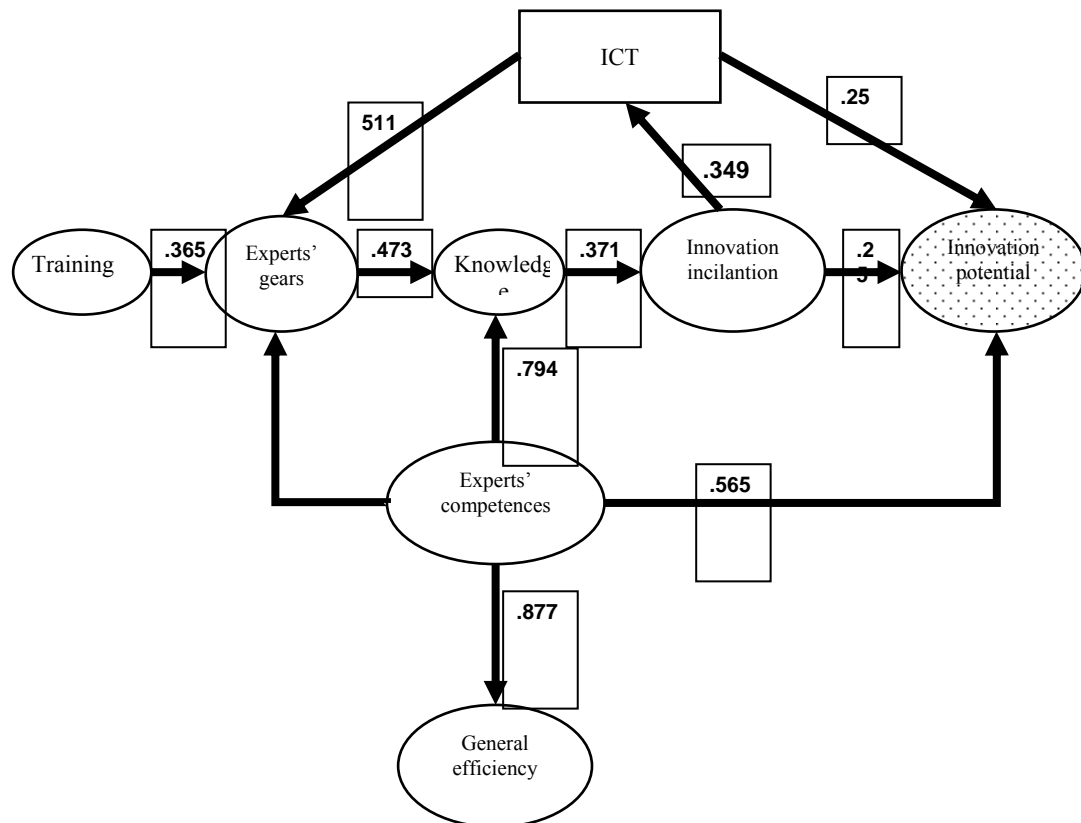 ICT
.25
511
.349
Training
.365
Experts’
gears
.473
Knowledg
e
.371
Innovation
incilantion
.2
5
Innovation
potential
.794
Experts’
competences
.565
.877
General
efficiency